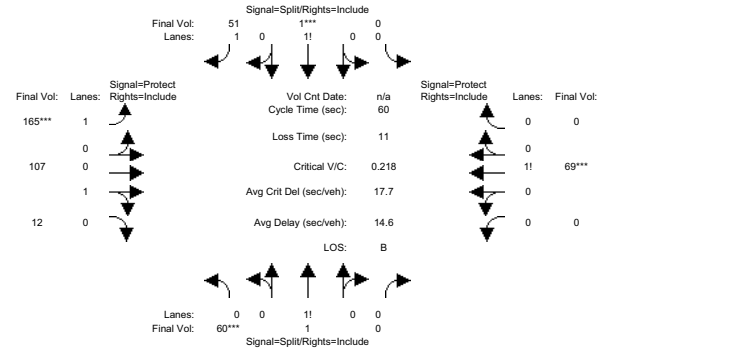 Signal=Split/Rights=Include
Final Vol: 51 1*** 0
Lanes: 1 0 1! 0 0
Signal=Protect Signal=Protect
Final Vol: Lanes: Rights=Include Vol Cnt Date: n/a Rights=Include Lanes: Final Vol:
Cycle Time (sec): 60
165*** 1 0 0
Loss Time (sec): 11
0 0
107 0 Critical V/C: 0.218 1! 69***
1 Avg Crit Del (sec/veh): 17.7 0
12 0 Avg Delay (sec/veh): 14.6 0 0
LOS: B
Lanes: 0 0 1! 0 0
Final Vol: 60*** 1 0
Signal=Split/Rights=Include